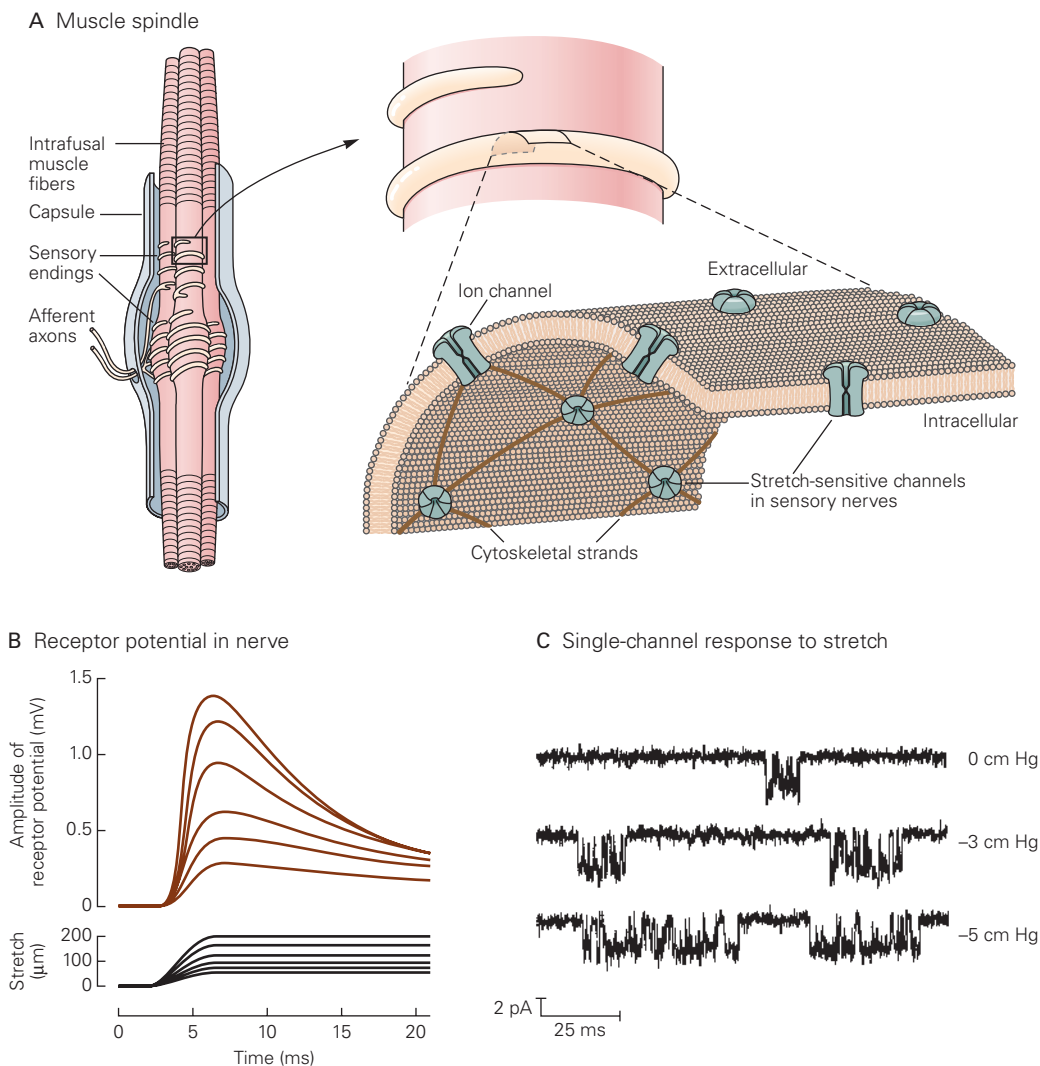 A Muscle spindle
Intrafusal
muscle
fibers
Capsule
Sensory
endings
Afferent
axons
Ion channel
Extracellular
Intracellular
Stretch-sensitive channels
in sensory nerves
Cytoskeletal strands
B Receptor potential in nerve
Amplitude of
receptor potential (mV)
1.5
1.0
0.5
0
Stretch
(μm)
200
100
0
0 5 10 15 20
Time (ms)
C Single-channel response to stretch
0 cm Hg
–3 cm Hg
–5 cm Hg
2 pA
25 ms